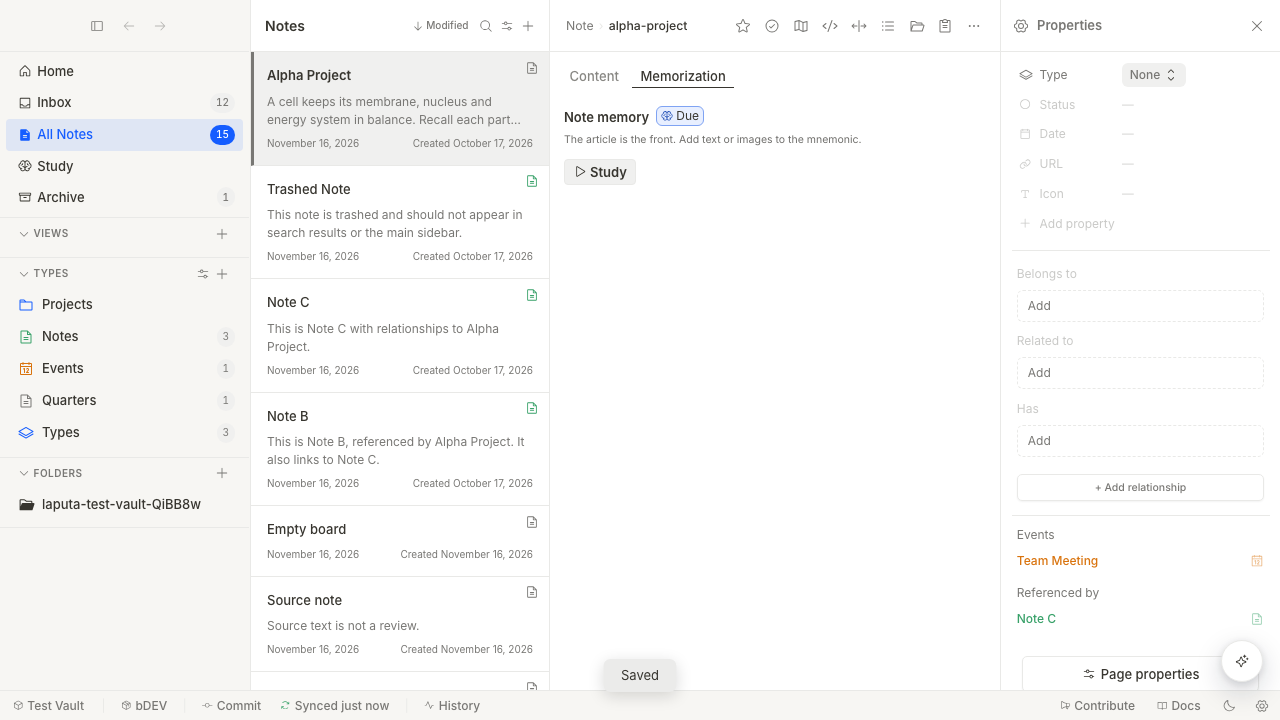 Home
Inbox 12
All Notes 15
Study
Archive 1
VIEWS
TYPES
Projects
Notes 3
Events 1
Quarters 1
Types 3
FOLDERS
laputa-test-vault-QiBB8w
Notes Modified
Alpha Project
A cell keeps its membrane, nucleus and
energy system in balance. Recall each part...
November 16, 2026 Created October 17, 2026
Trashed Note
This note is trashed and should not appear in
search results or the main sidebar.
November 16, 2026 Created October 17, 2026
Note C
This is Note C with relationships to Alpha
Project.
November 16, 2026 Created October 17, 2026
Note B
This is Note B, referenced by Alpha Project. It
also links to Note C.
November 16, 2026 Created October 17, 2026
Empty board
November 16, 2026 Created November 16, 2026
Source note
Source text is not a review.
November 16, 2026 Created November 16, 2026
Note alpha-project
Content Memorization
Note memory Due
The article is the front. Add text or images to the mnemonic.
Study
Saved
Properties
Type None
Status —
Date —
URL —
Icon —
Add property
Belongs to
Add
Related to
Add
Has
Add
+ Add relationship
Events
Team Meeting
Referenced by
Note C
Page properties
Test Vault bDEV Commit Synced just now History Contribute Docs